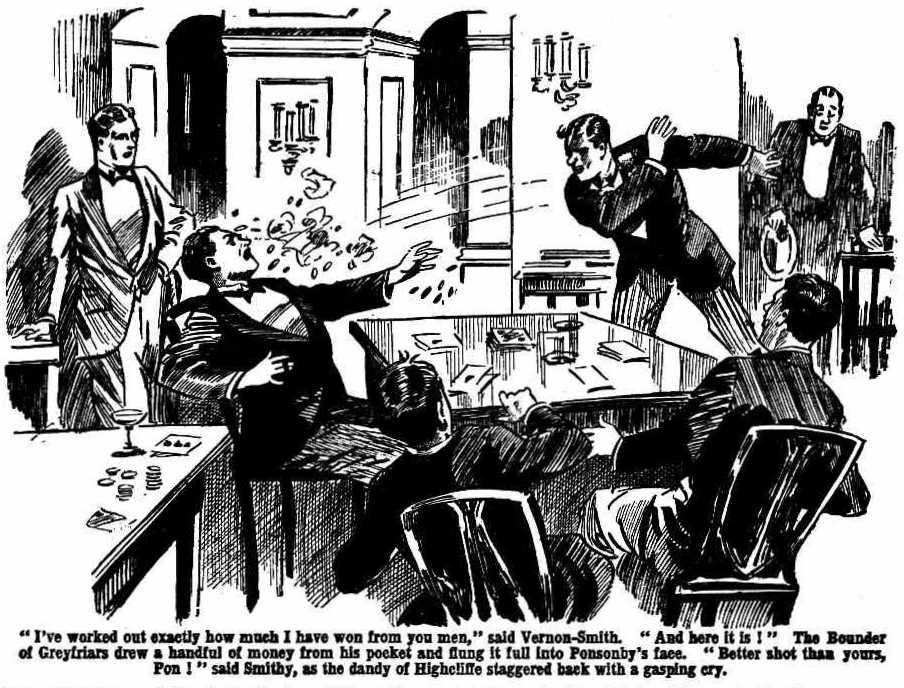 "I've worked out exactly how much I have won from you men," said Vernon-Smith. "And here it is!" The Bounder
of Greyfriars drew a handful of money from his pocket and flung it full into Ponsonby's face. "Better shot than yours,
Pon!" said Smithy, as the dandy of Highcliffe staggered back with a gasping cry.